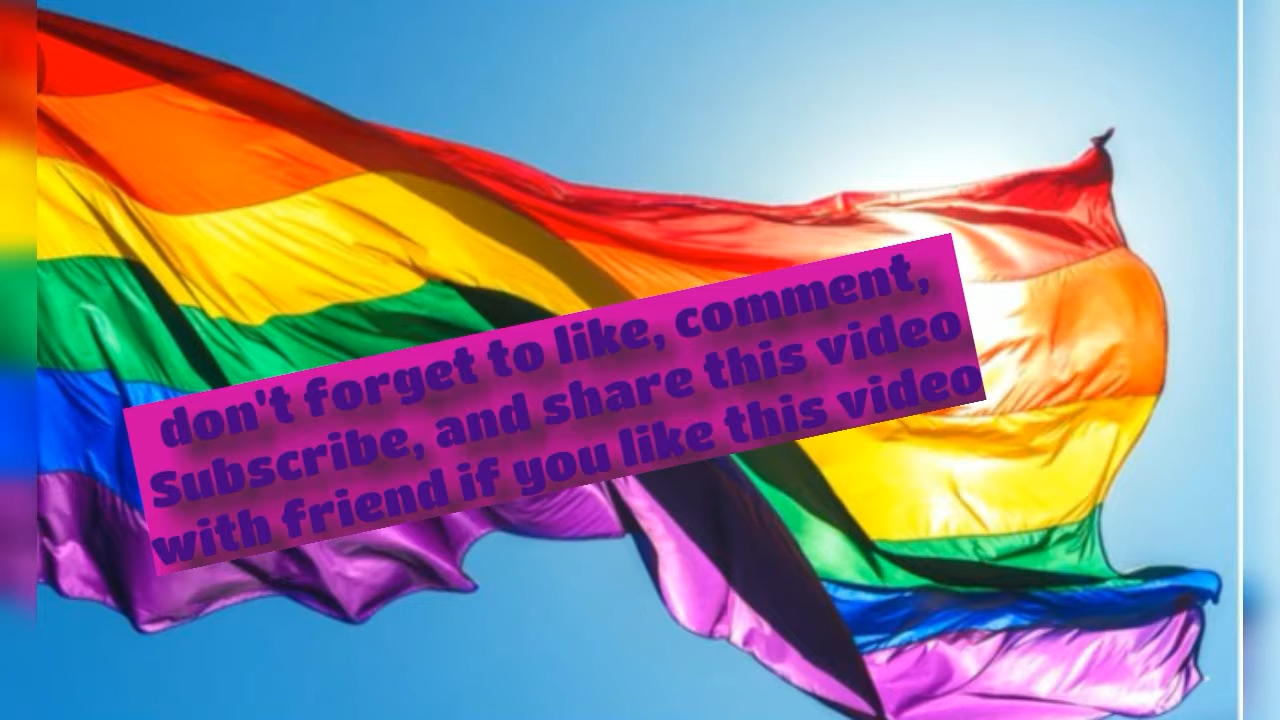 don't forget to like, comment,
Subscribe, and share this video
with friend if you like this video